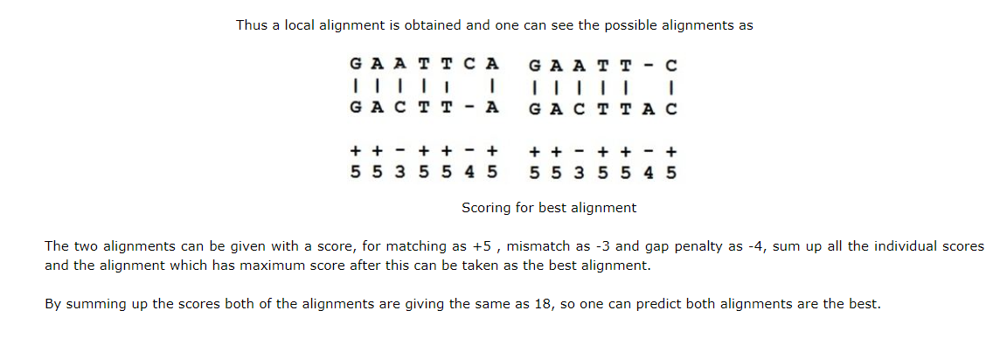 Thus a local alignment is obtained and one can see the possible alignments as
G A A T T C A   G A A T T - C
| | | | |   |   | | | | |   |
G A C T T - A   G A C T T A C
+ + - + + - +   + + - + + - +
5 5 3 5 5 4 5   5 5 3 5 5 4 5
Scoring for best alignment
The two alignments can be given with a score, for matching as +5 , mismatch as -3 and gap penalty as -4, sum up all the individual scores
and the alignment which has maximum score after this can be taken as the best alignment.
By summing up the scores both of the alignments are giving the same as 18, so one can predict both alignments are the best.